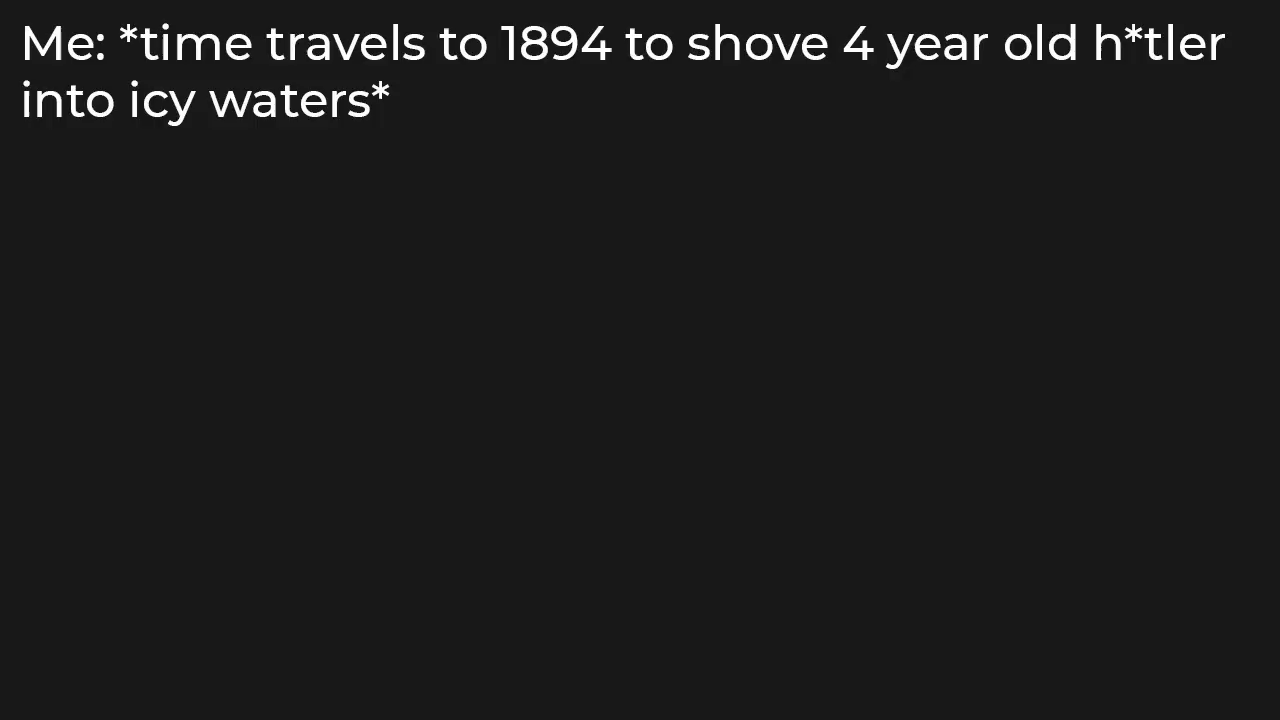 Me: *time travels to 1894 to shove 4 year old h*tler
into icy waters*